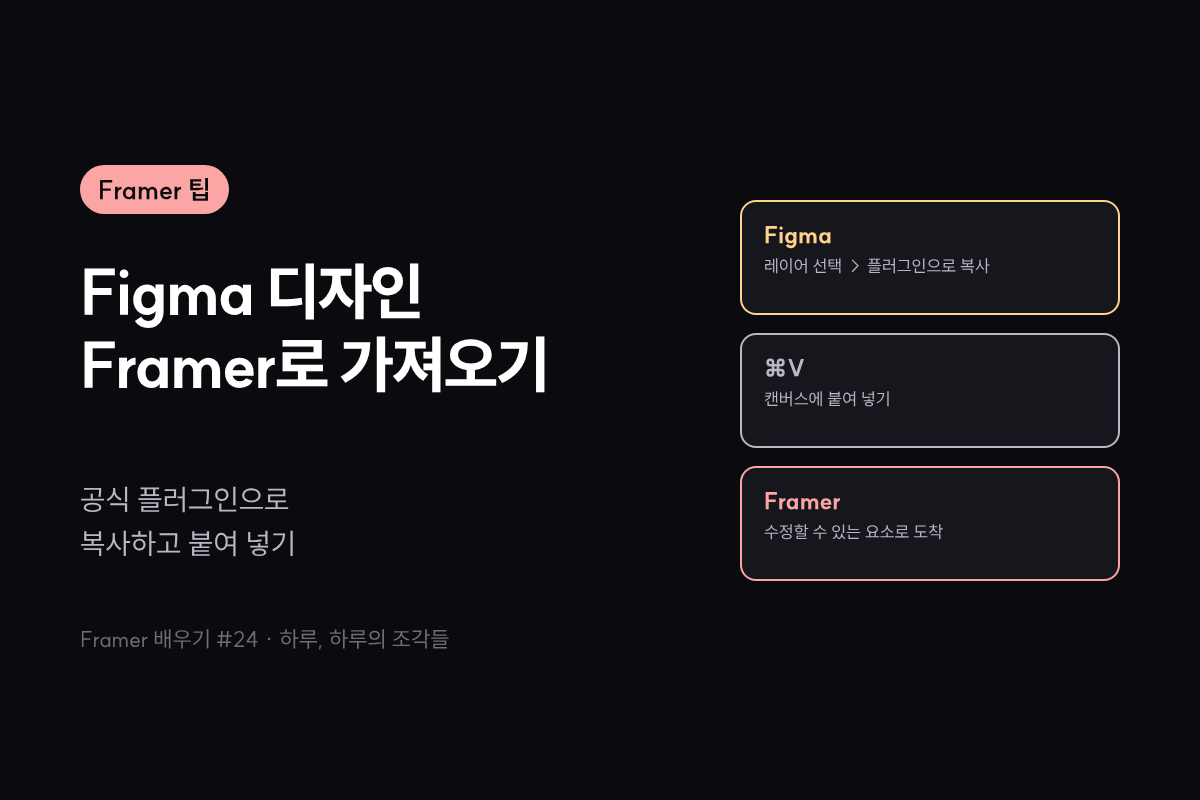 Framer 팁
Figma 디자인
Framer로 가져오기
공식 플러그인으로
복사하고 붙여 넣기
Framer 배우기 #24 · 하루, 하루의 조각들
Figma
레이어 선택 > 플러그인으로 복사
⌘V
캔버스에 붙여 넣기
Framer
수정할 수 있는 요소로 도착